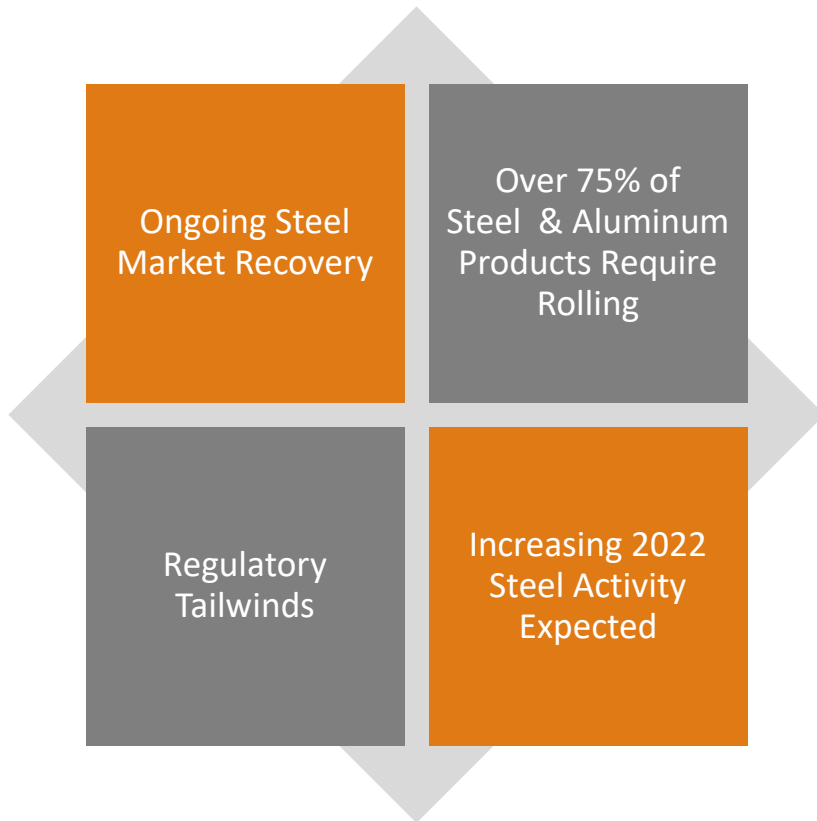 Ongoing Steel
Market Recovery
Over 75% of
Steel & Aluminum
Products Require
Rolling
Regulatory
Tailwinds
Increasing 2022
Steel Activity
Expected